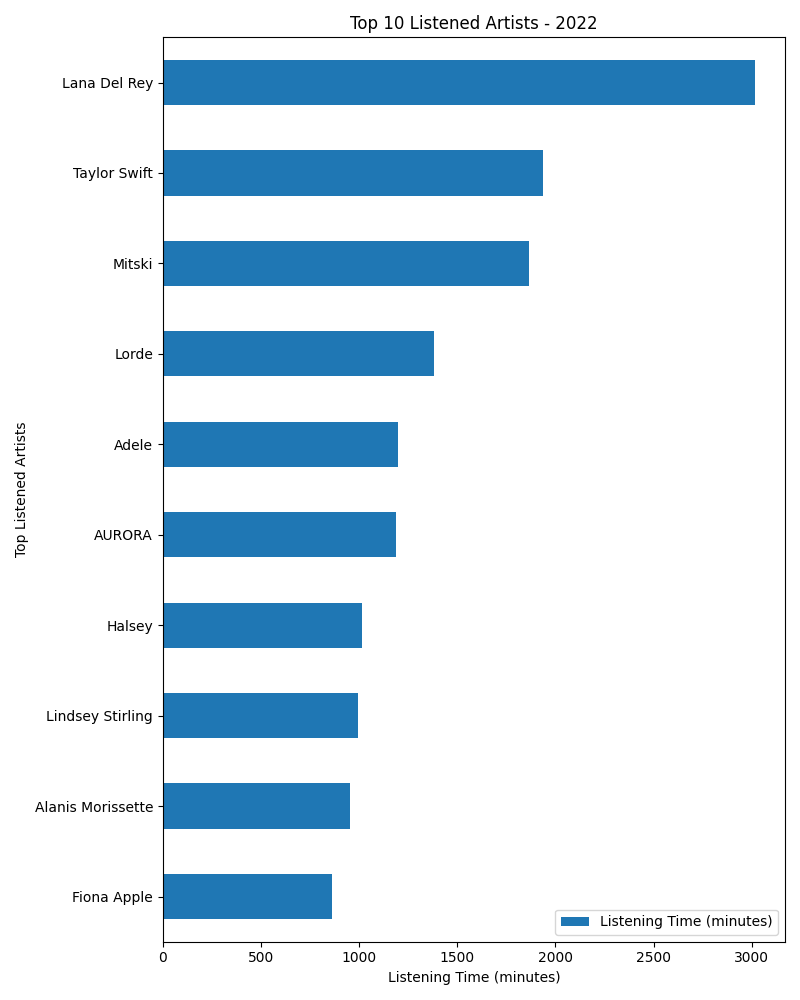 Top 10 Listened Artists - 2022
Lana Del Rey
Taylor Swift
Mitski
Lorde
Adele
AURORA
Halsey
Lindsey Stirling
Alanis Morissette
Fiona Apple
Top Listened Artists
Listening Time (minutes)
0 500 1000 1500 2000 2500 3000
Listening Time (minutes)